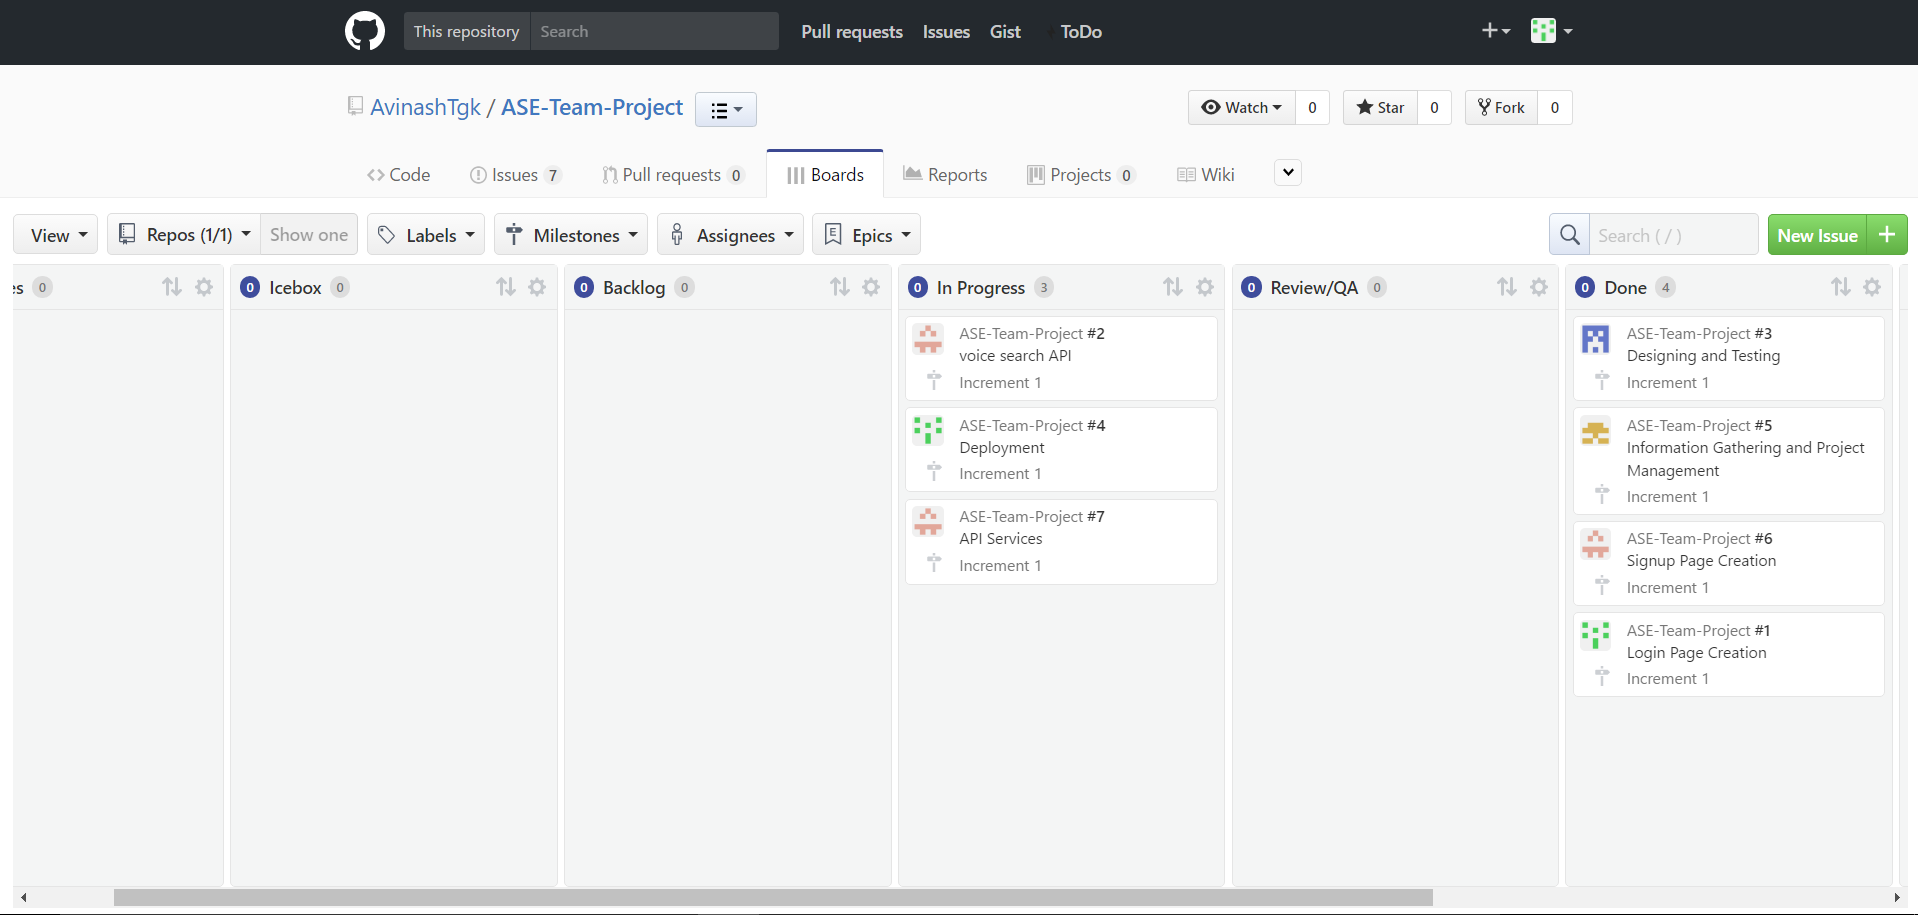 This repository Search Pull requests Issues Gist ToDo
AvinashTgk / ASE-Team-Project Watch 0 Star 0 Fork 0
Code Issues 7 Pull requests 0 Boards Reports Projects 0 Wiki
View Repos (1/1) Show one Labels Milestones Assignees E Epics Search ( / ) New Issue +
es 0
0 Icebox 0
0 Backlog 0
0 In Progress 3
ASE-Team-Project #2
voice search API
Increment 1
ASE-Team-Project #4
Deployment
Increment 1
ASE-Team-Project #7
API Services
Increment 1
0 Review/QA 0
0 Done 4
ASE-Team-Project #3
Designing and Testing
Increment 1
ASE-Team-Project #5
Information Gathering and Project
Management
Increment 1
ASE-Team-Project #6
Signup Page Creation
Increment 1
ASE-Team-Project #1
Login Page Creation
Increment 1